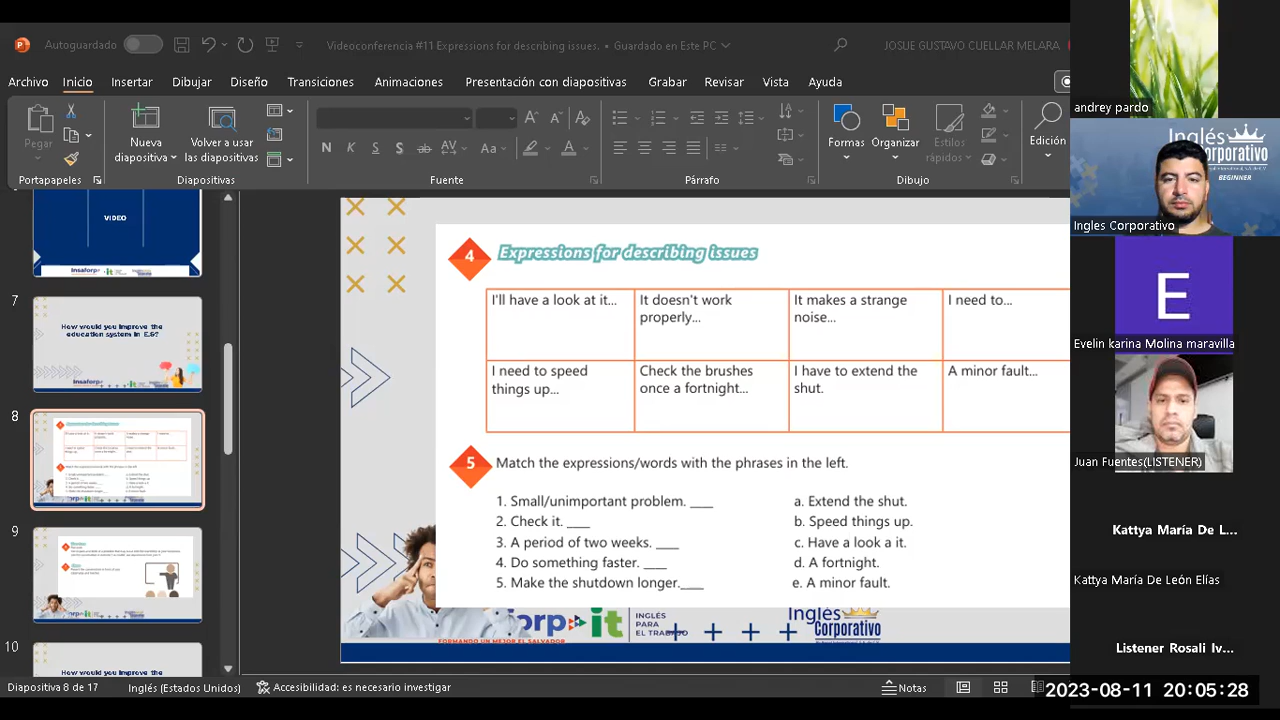 Autoguardado
Videoconferencia #11 Expressions for describing issues. • Guardado en Este PC
JOSUE GUSTAVO CUELLAR MELARA
Archivo Inicio Insertar Dibujar Diseño Transiciones Animaciones Presentación con diapositivas Grabar Revisar Vista Ayuda
Pegar
Nueva diapositiva
Volver a usar las diapositivas
Formas
Organizar
Estilos rápidos
Edición
Portapapeles
Diapositivas
Fuente
Párrafo
Dibujo
VIDEO
7
How would you improve the
education system in E.S?
8
9
10
How would you improve the
4
Expressions for describing issues
I'll have a look at it...
It doesn't work
properly...
It makes a strange
noise...
I need to...
I need to speed
things up...
Check the brushes
once a fortnight...
I have to extend the
shut.
A minor fault...
5
Match the expressions/words with the phrases in the left.
1. Small/unimportant problem. ____
2. Check it. ____
3. A period of two weeks. ____
4. Do something faster. ____
5. Make the shutdown longer.____
a. Extend the shut.
b. Speed things up.
c. Have a look a it.
d. A fortnight.
e. A minor fault.
orp it
FORMANDO UN MEJOR EL SALVADOR
INGLÉS
PARA
EL TRABAJO
Inglés
Corporativo
Diapositiva 8 de 17
Inglés (Estados Unidos)
Accesibilidad: es necesario investigar
Notas
andrey pardo
Inglés
Corporativo
BEGINNER
Ingles Corporativo
E
Evelin karina Molina maravilla
Juan Fuentes(LISTENER)
Kattya María De L...
Kattya María De León Elías
Listener Rosali Iv...
2023-08-11 20:05:28